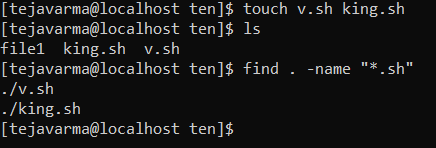 [tejavarma@localhost ten]$ touch v.sh king.sh
[tejavarma@localhost ten]$ ls
file1  king.sh  v.sh
[tejavarma@localhost ten]$ find . -name "*.sh"
./v.sh
./king.sh
[tejavarma@localhost ten]$